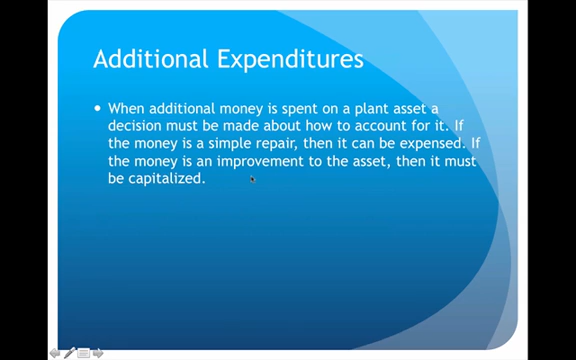 Additional Expenditures
• When additional money is spent on a plant asset a
decision must be made about how to account for it. If
the money is a simple repair, then it can be expensed. If
the money is an improvement to the asset, then it must
be capitalized.